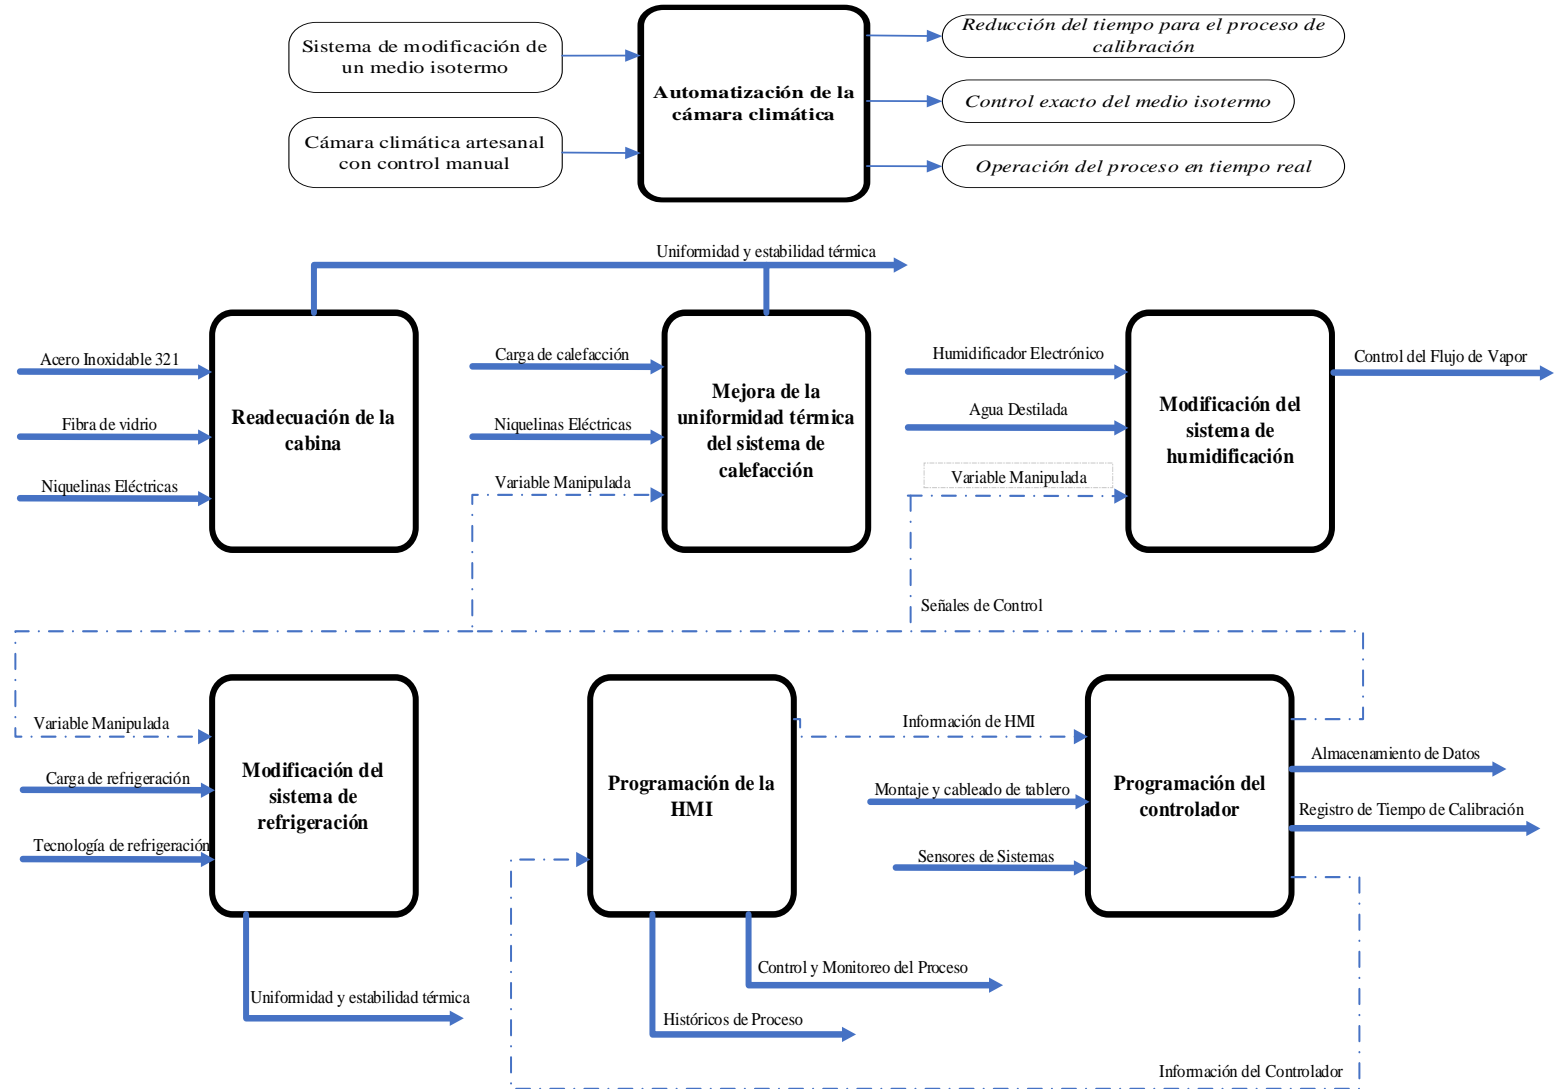 Sistema de modificación de
un medio isotermo
Cámara climática artesanal
con control manual
Automatización de la
cámara climática
Reducción del tiempo para el proceso de
calibración
Control exacto del medio isotermo
Operación del proceso en tiempo real
Uniformidad y estabilidad térmica
Acero Inoxidable 321
Fibra de vidrio
Niquelinas Eléctricas
Readecuación de la
cabina
Carga de calefacción
Niquelinas Eléctricas
Variable Manipulada
Mejora de la
uniformidad térmica
del sistema de
calefacción
Humidificador Electrónico
Agua Destilada
Variable Manipulada
Modificación del
sistema de
humidificación
Control del Flujo de Vapor
Señales de Control
Variable Manipulada
Carga de refrigeración
Tecnología de refrigeración
Modificación del
sistema de
refrigeración
Uniformidad y estabilidad térmica
Programación de la
HMI
Control y Monitoreo del Proceso
Históricos de Proceso
Información de HMI
Montaje y cableado de tablero
Sensores de Sistemas
Programación del
controlador
Almacenamiento de Datos
Registro de Tiempo de Calibración
Información del Controlador